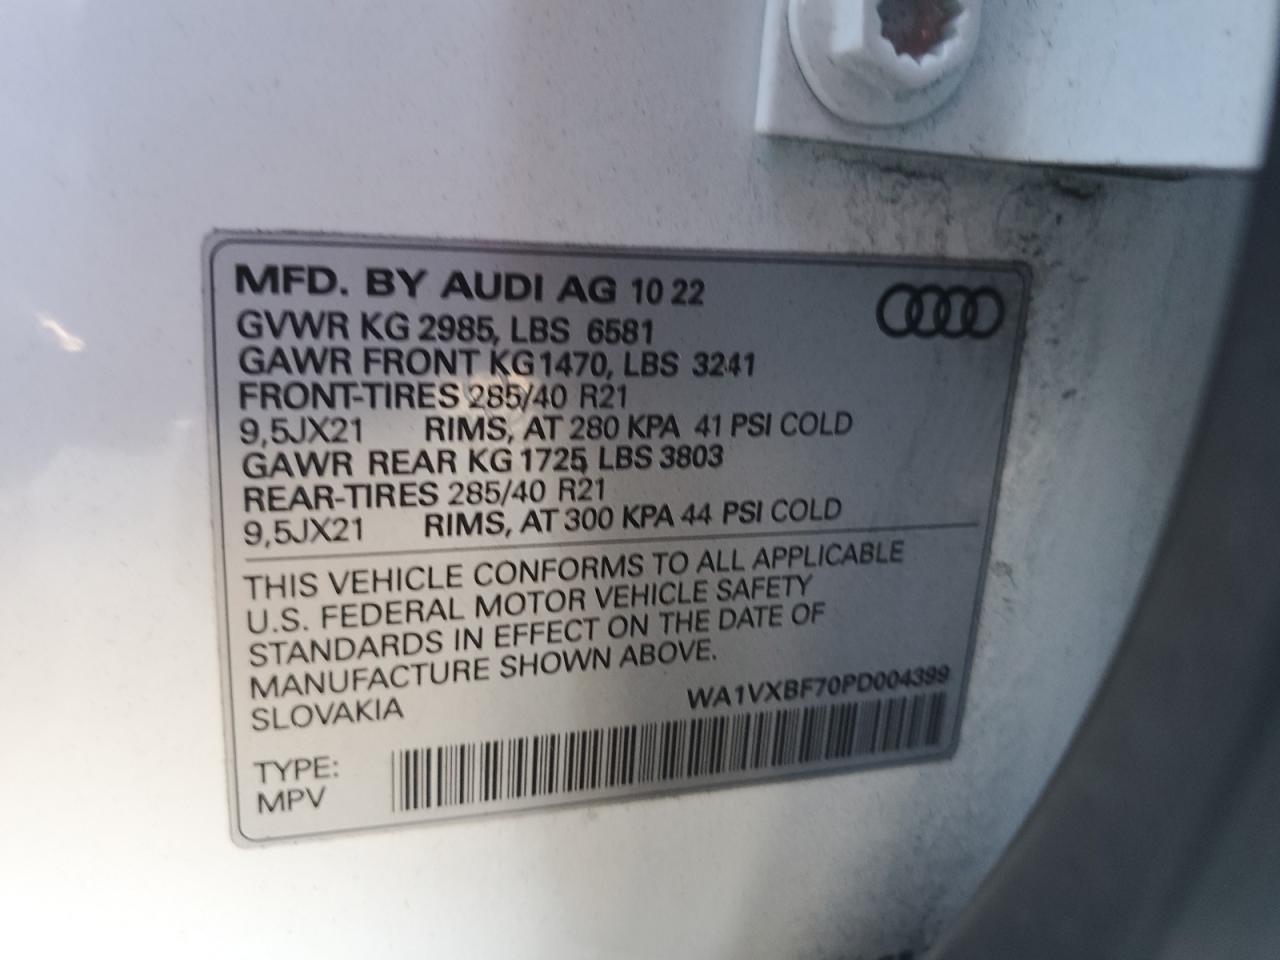 MFD. BY AUDI AG 10 22
GVWR KG 2985, LBS 6581
GAWR FRONT KG 1470, LBS 3241
FRONT-TIRES 285/40 R21
9,5JX21 RIMS, AT 280 KPA 41 PSI COLD
GAWR REAR KG 1725, LBS 3803
REAR-TIRES 285/40 R21
9,5JX21 RIMS, AT 300 KPA 44 PSI COLD
THIS VEHICLE CONFORMS TO ALL APPLICABLE
U.S. FEDERAL MOTOR VEHICLE SAFETY
STANDARDS IN EFFECT ON THE DATE OF
MANUFACTURE SHOWN ABOVE.
SLOVAKIA WA1VXBF70PD004399
TYPE:
MPV